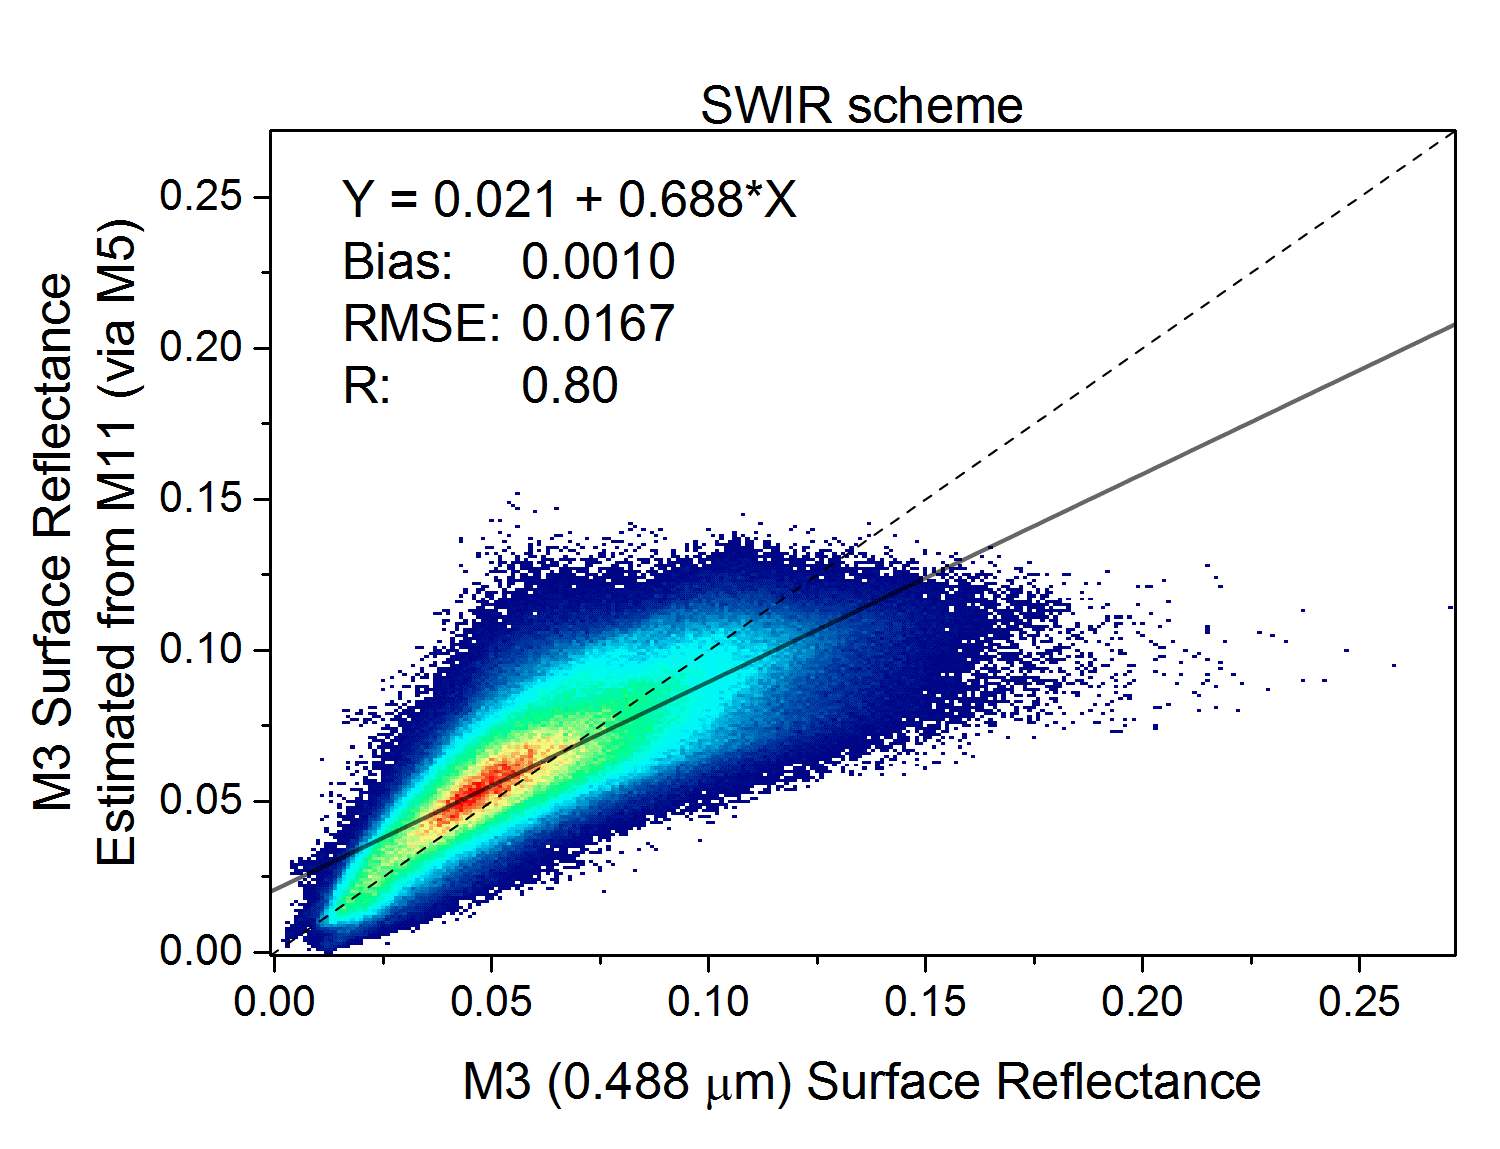 SWIR scheme
Y = 0.021 + 0.688*X
Bias: 0.0010
RMSE: 0.0167
R: 0.80
M3 Surface Reflectance
Estimated from M11 (via M5)
0.25
0.20
0.15
0.10
0.05
0.00
0.00 0.05 0.10 0.15 0.20 0.25
M3 (0.488 μm) Surface Reflectance